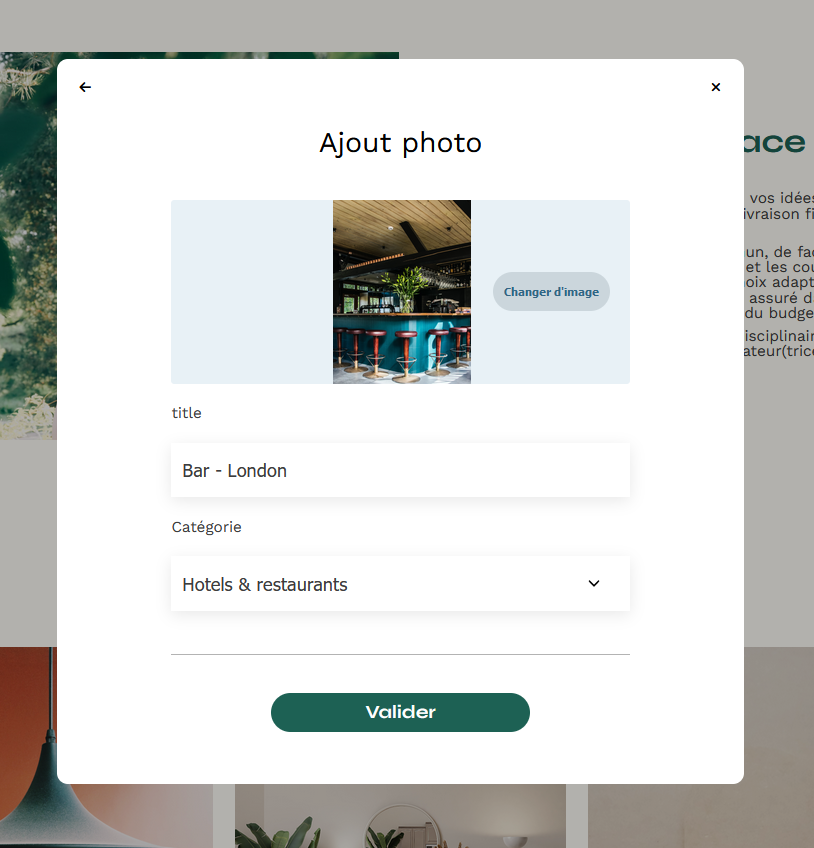 Ajout photo
Changer d'image
title
Bar - London
Catégorie
Hotels & restaurants
Valider
ace
vos idées
ivraison fi
un, de fa
et les cou
oix adapt
assuré d
du budge
isciplinair
ateur(trice